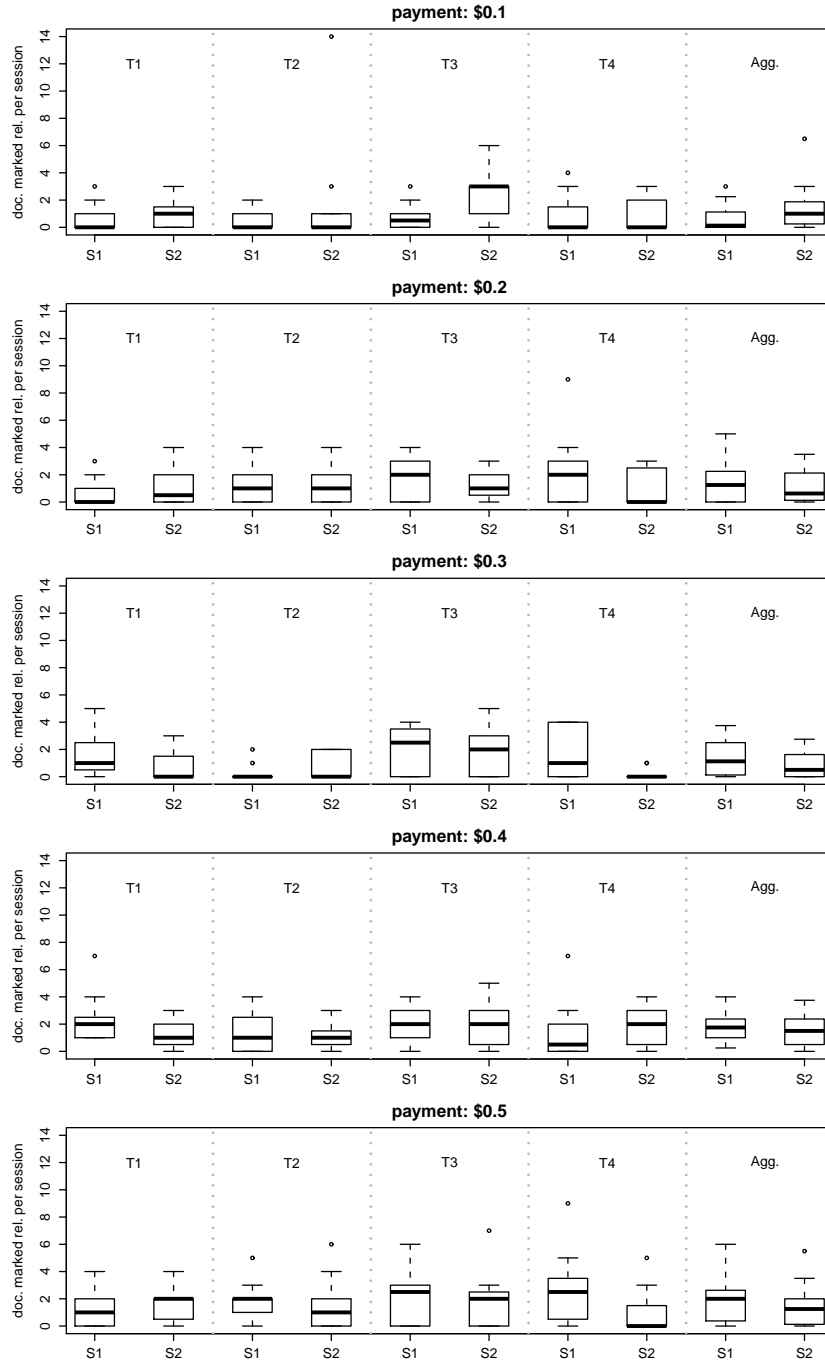 payment: $0.1
doc. marked rel. per session
14
12
10
8
6
4
2
0
T1 T2 T3 T4 Agg.
S1 S2 S1 S2 S1 S2 S1 S2 S1 S2
payment: $0.2
doc. marked rel. per session
14
12
10
8
6
4
2
0
T1 T2 T3 T4 Agg.
S1 S2 S1 S2 S1 S2 S1 S2 S1 S2
payment: $0.3
doc. marked rel. per session
14
12
10
8
6
4
2
0
T1 T2 T3 T4 Agg.
S1 S2 S1 S2 S1 S2 S1 S2 S1 S2
payment: $0.4
doc. marked rel. per session
14
12
10
8
6
4
2
0
T1 T2 T3 T4 Agg.
S1 S2 S1 S2 S1 S2 S1 S2 S1 S2
payment: $0.5
doc. marked rel. per session
14
12
10
8
6
4
2
0
T1 T2 T3 T4 Agg.
S1 S2 S1 S2 S1 S2 S1 S2 S1 S2